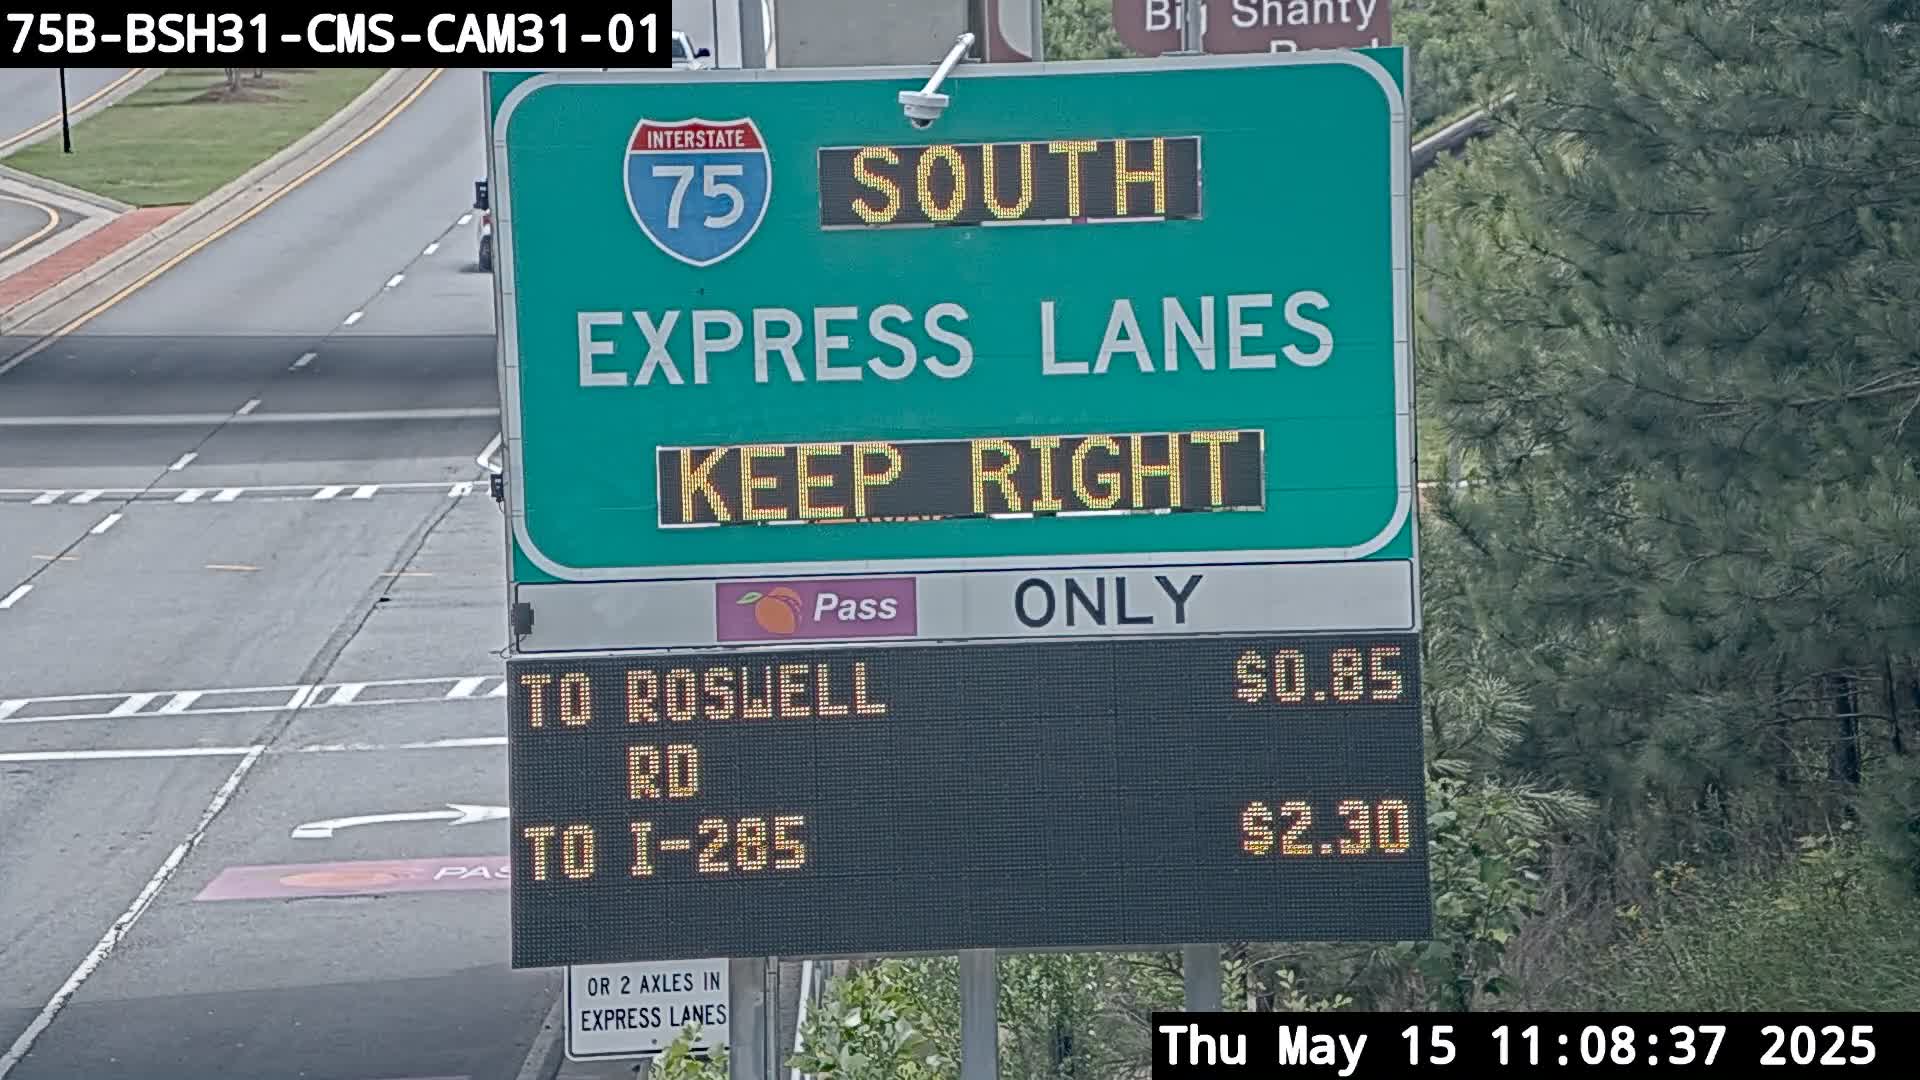 75B-BSH31-CMS-CAM31-01
Big Shanty
Road
INTERSTATE
75
SOUTH
EXPRESS LANES
KEEP RIGHT
Pass ONLY
TO ROSWELL $0.85
RD
TO I-285 $2.30
PAS
OR 2 AXLES IN
EXPRESS LANES
Thu May 15 11:08:37 2025